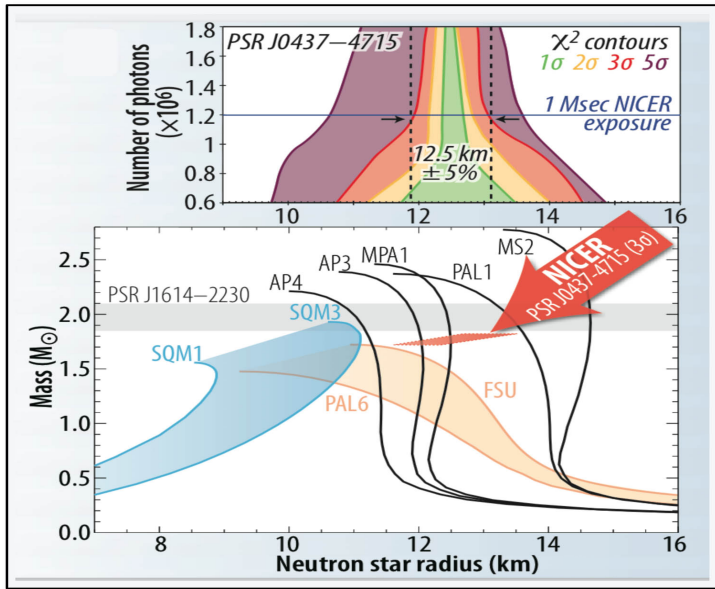 PSR J0437—4715
χ² contours
1σ 2σ 3σ 5σ
1 Msec NICER
exposure
12.5 km
± 5%
Number of photons
(×10⁶)
1.8
1.6
1.4
1.2
1
0.8
0.6
10
12
14
16
NICER
PSR J0437-4715 (3σ)
MS2
MPA1
AP3
PAL1
AP4
PSR J1614—2230
SQM3
SQM1
PAL6
FSU
Mass (M⊙)
2.5
2.0
1.5
1.0
0.5
0.0
8
10
12
14
16
Neutron star radius (km)